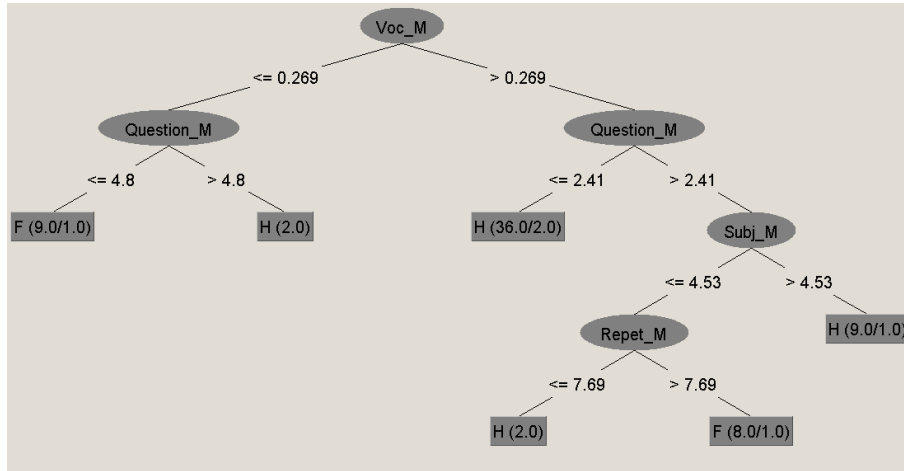 Voc_M
<= 0.269 > 0.269
Question_M Question_M
<= 4.8 > 4.8 <= 2.41 > 2.41
F (9.0/1.0) H (2.0) H (36.0/2.0) Subj_M
<= 4.53 > 4.53
Repet_M H (9.0/1.0)
<= 7.69 > 7.69
H (2.0) F (8.0/1.0)